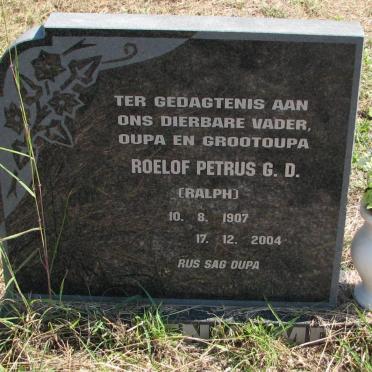 TER GEDAGTENIS AAN
ONS DIERBARE VADER,
OUPA EN GROOTOUPA
ROELOF PETRUS G. D.
(RALPH)
10. 8. 1907
17. 12. 2004
RUS SAG OUPA